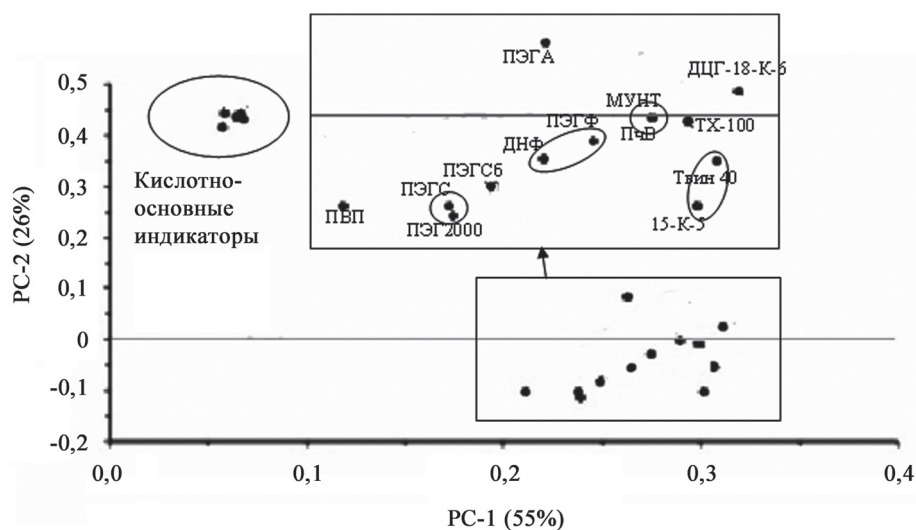 ПЭГА
ДЦГ-18-К-6
0,5
МУНТ
0,4
ПЭГФ
ПчВ
ТХ-100
ДНФ
ПЭГСб
Твин 40
0,3
Кислотно-
основные
индикаторы
ПЭГС
ПВП
ПЭГ2000
15-К-5
0,2
0,1
0
-0,1
-0,2
PC-2 (26%)
0,0
0,1
0,2
0,3
0,4
PC-1 (55%)